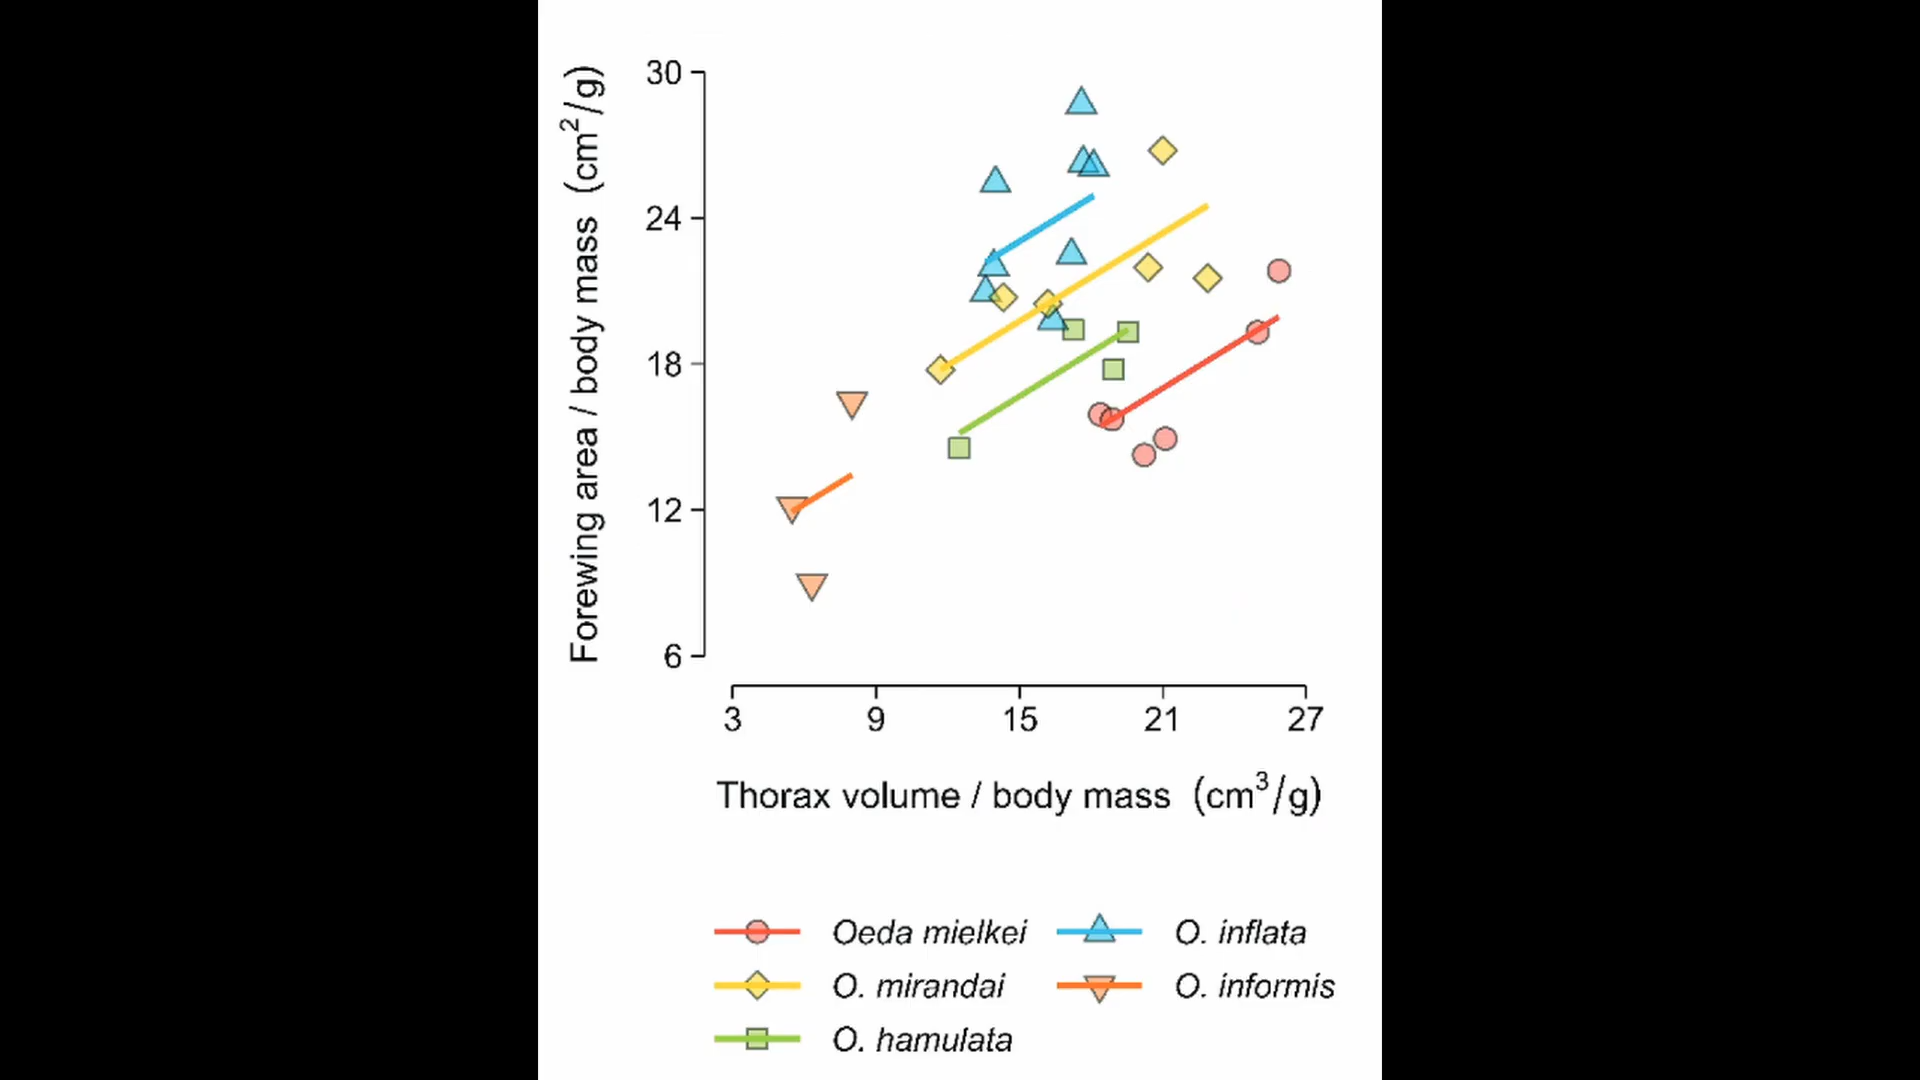 Forewing area / body mass (cm²/g)
30
24
18
12
6
3 9 15 21 27
Thorax volume / body mass (cm³/g)
Oeda mielkei
O. inflata
O. mirandai
O. informis
O. hamulata